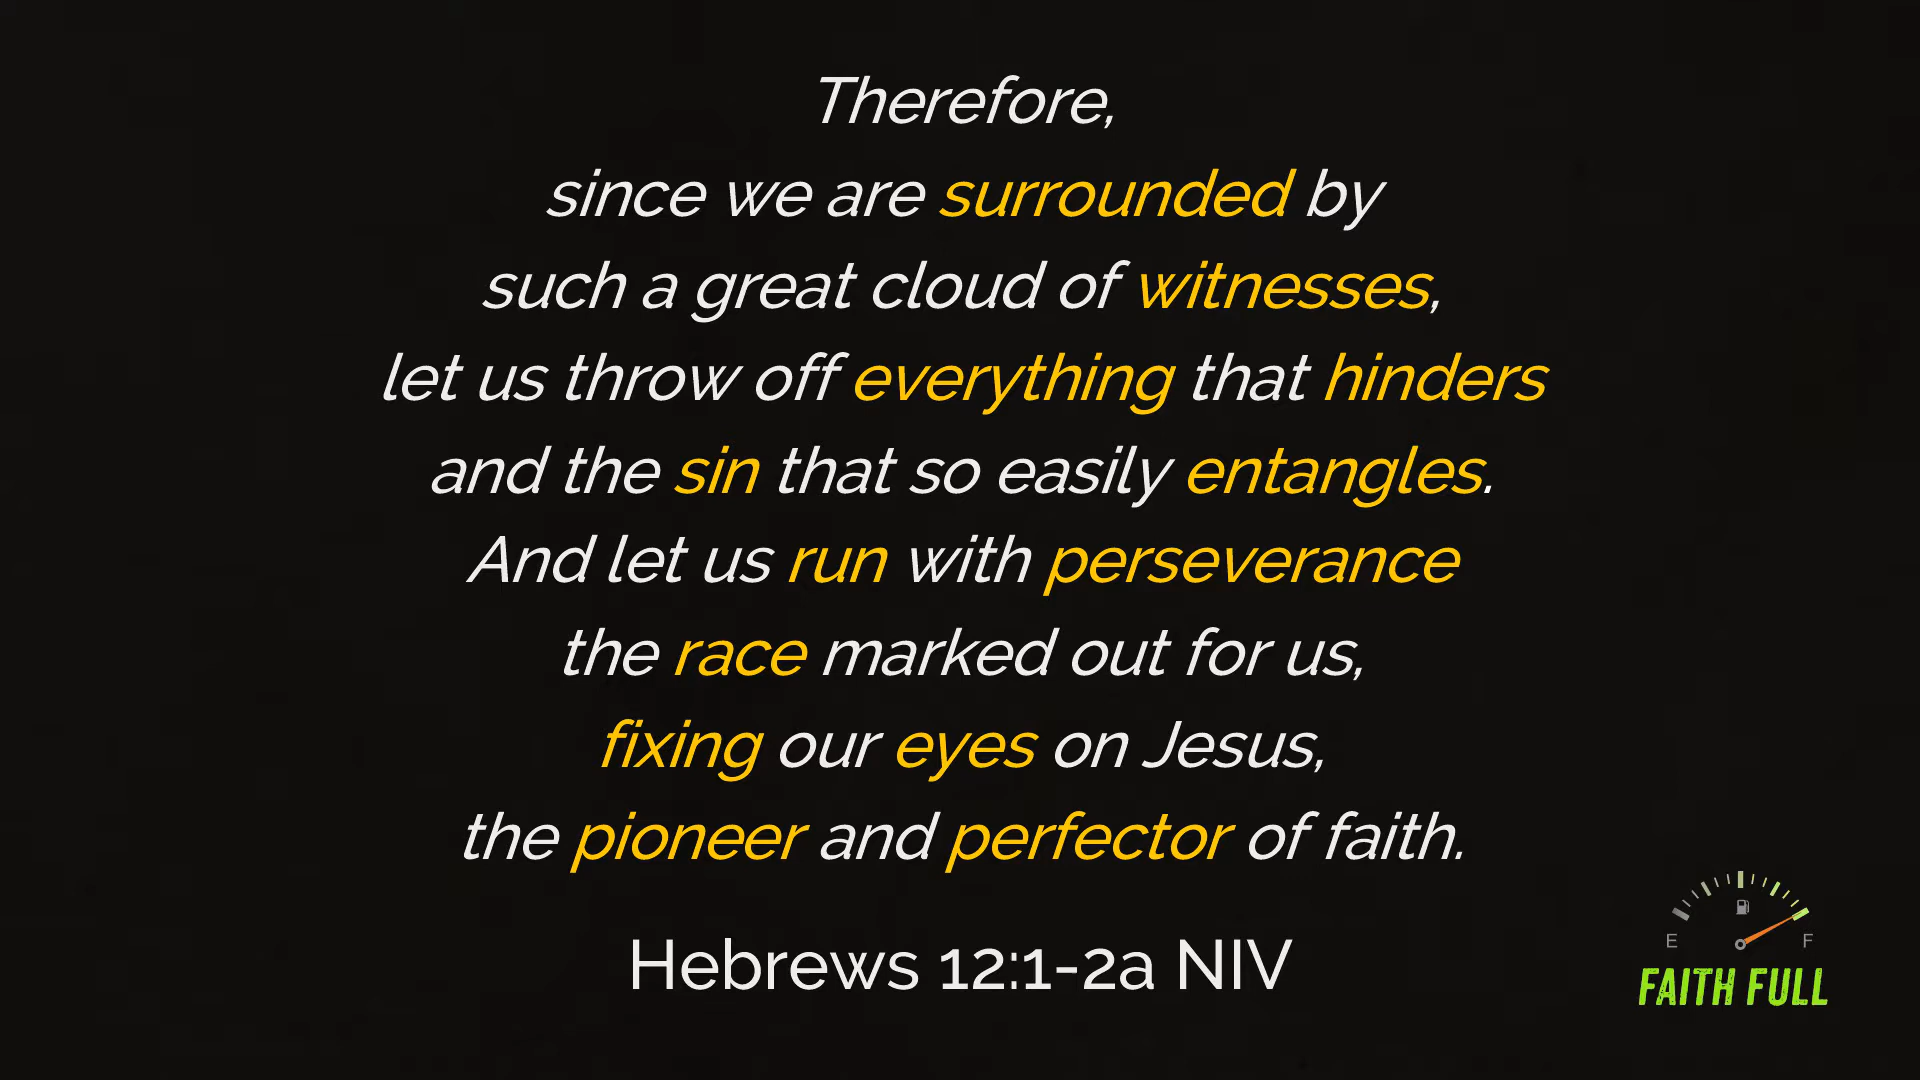 Therefore,
since we are surrounded by
such a great cloud of witnesses,
let us throw off everything that hinders
and the sin that so easily entangles.
And let us run with perseverance
the race marked out for us,
fixing our eyes on Jesus,
the pioneer and perfector of faith.
Hebrews 12:1-2a NIV
E F
FAITH FULL